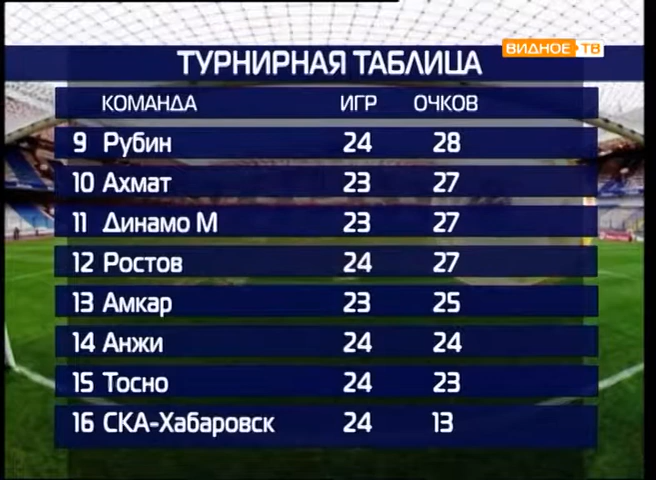 ВИДНОЕ ТВ
ТУРНИРНАЯ ТАБЛИЦА
КОМАНДА ИГР ОЧКОВ
9 Рубин 24 28
10 Ахмат 23 27
11 Динамо М 23 27
12 Ростов 24 27
13 Амкар 23 25
14 Анжи 24 24
15 Тосно 24 23
16 СКА-Хабаровск 24 13